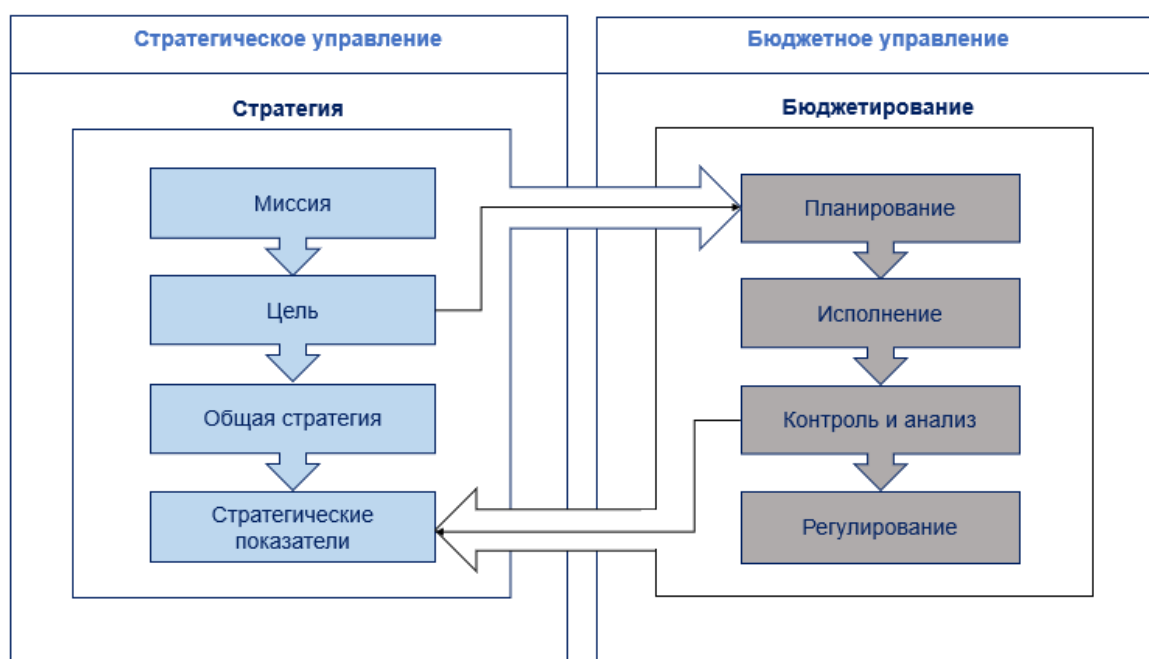 Стратегическое управление
Стратегия
Миссия
Цель
Общая стратегия
Стратегические
показатели
Бюджетное управление
Бюджетирование
Планирование
Исполнение
Контроль и анализ
Регулирование